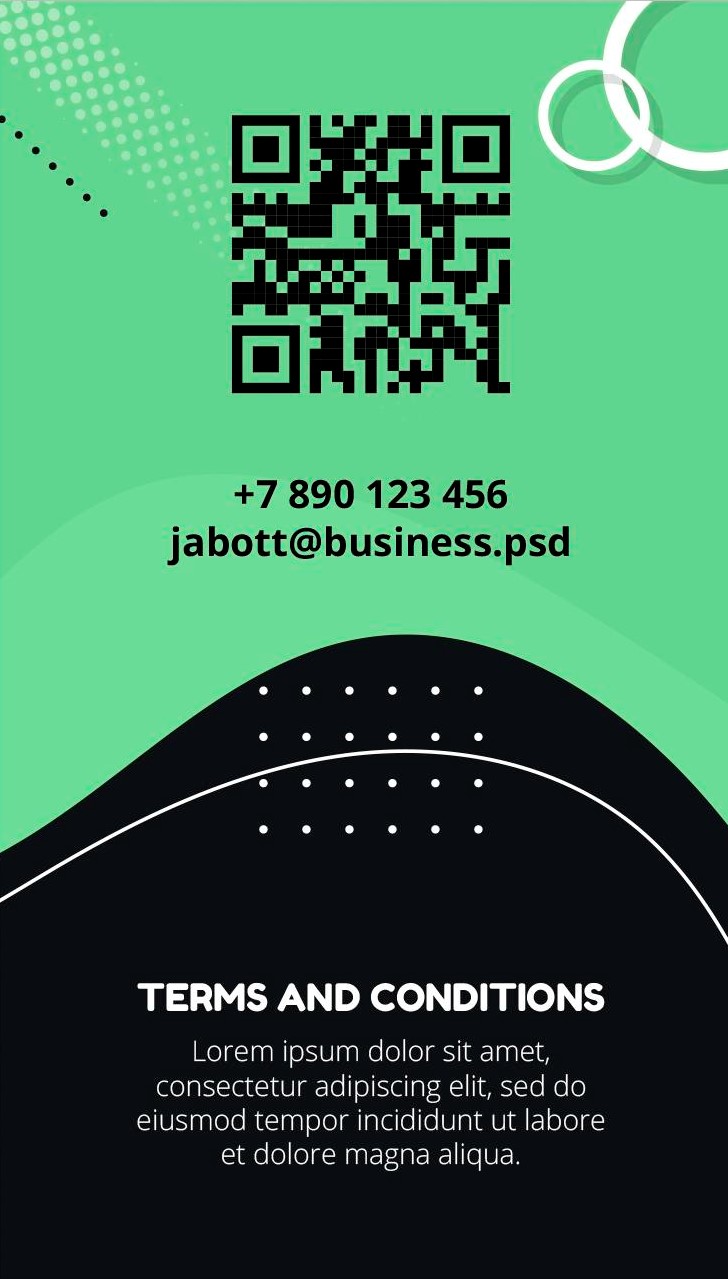 +7 890 123 456
jabott@business.psd
TERMS AND CONDITIONS
Lorem ipsum dolor sit amet,
consectetur adipiscing elit, sed do
eiusmod tempor incididunt ut labore
et dolore magna aliqua.